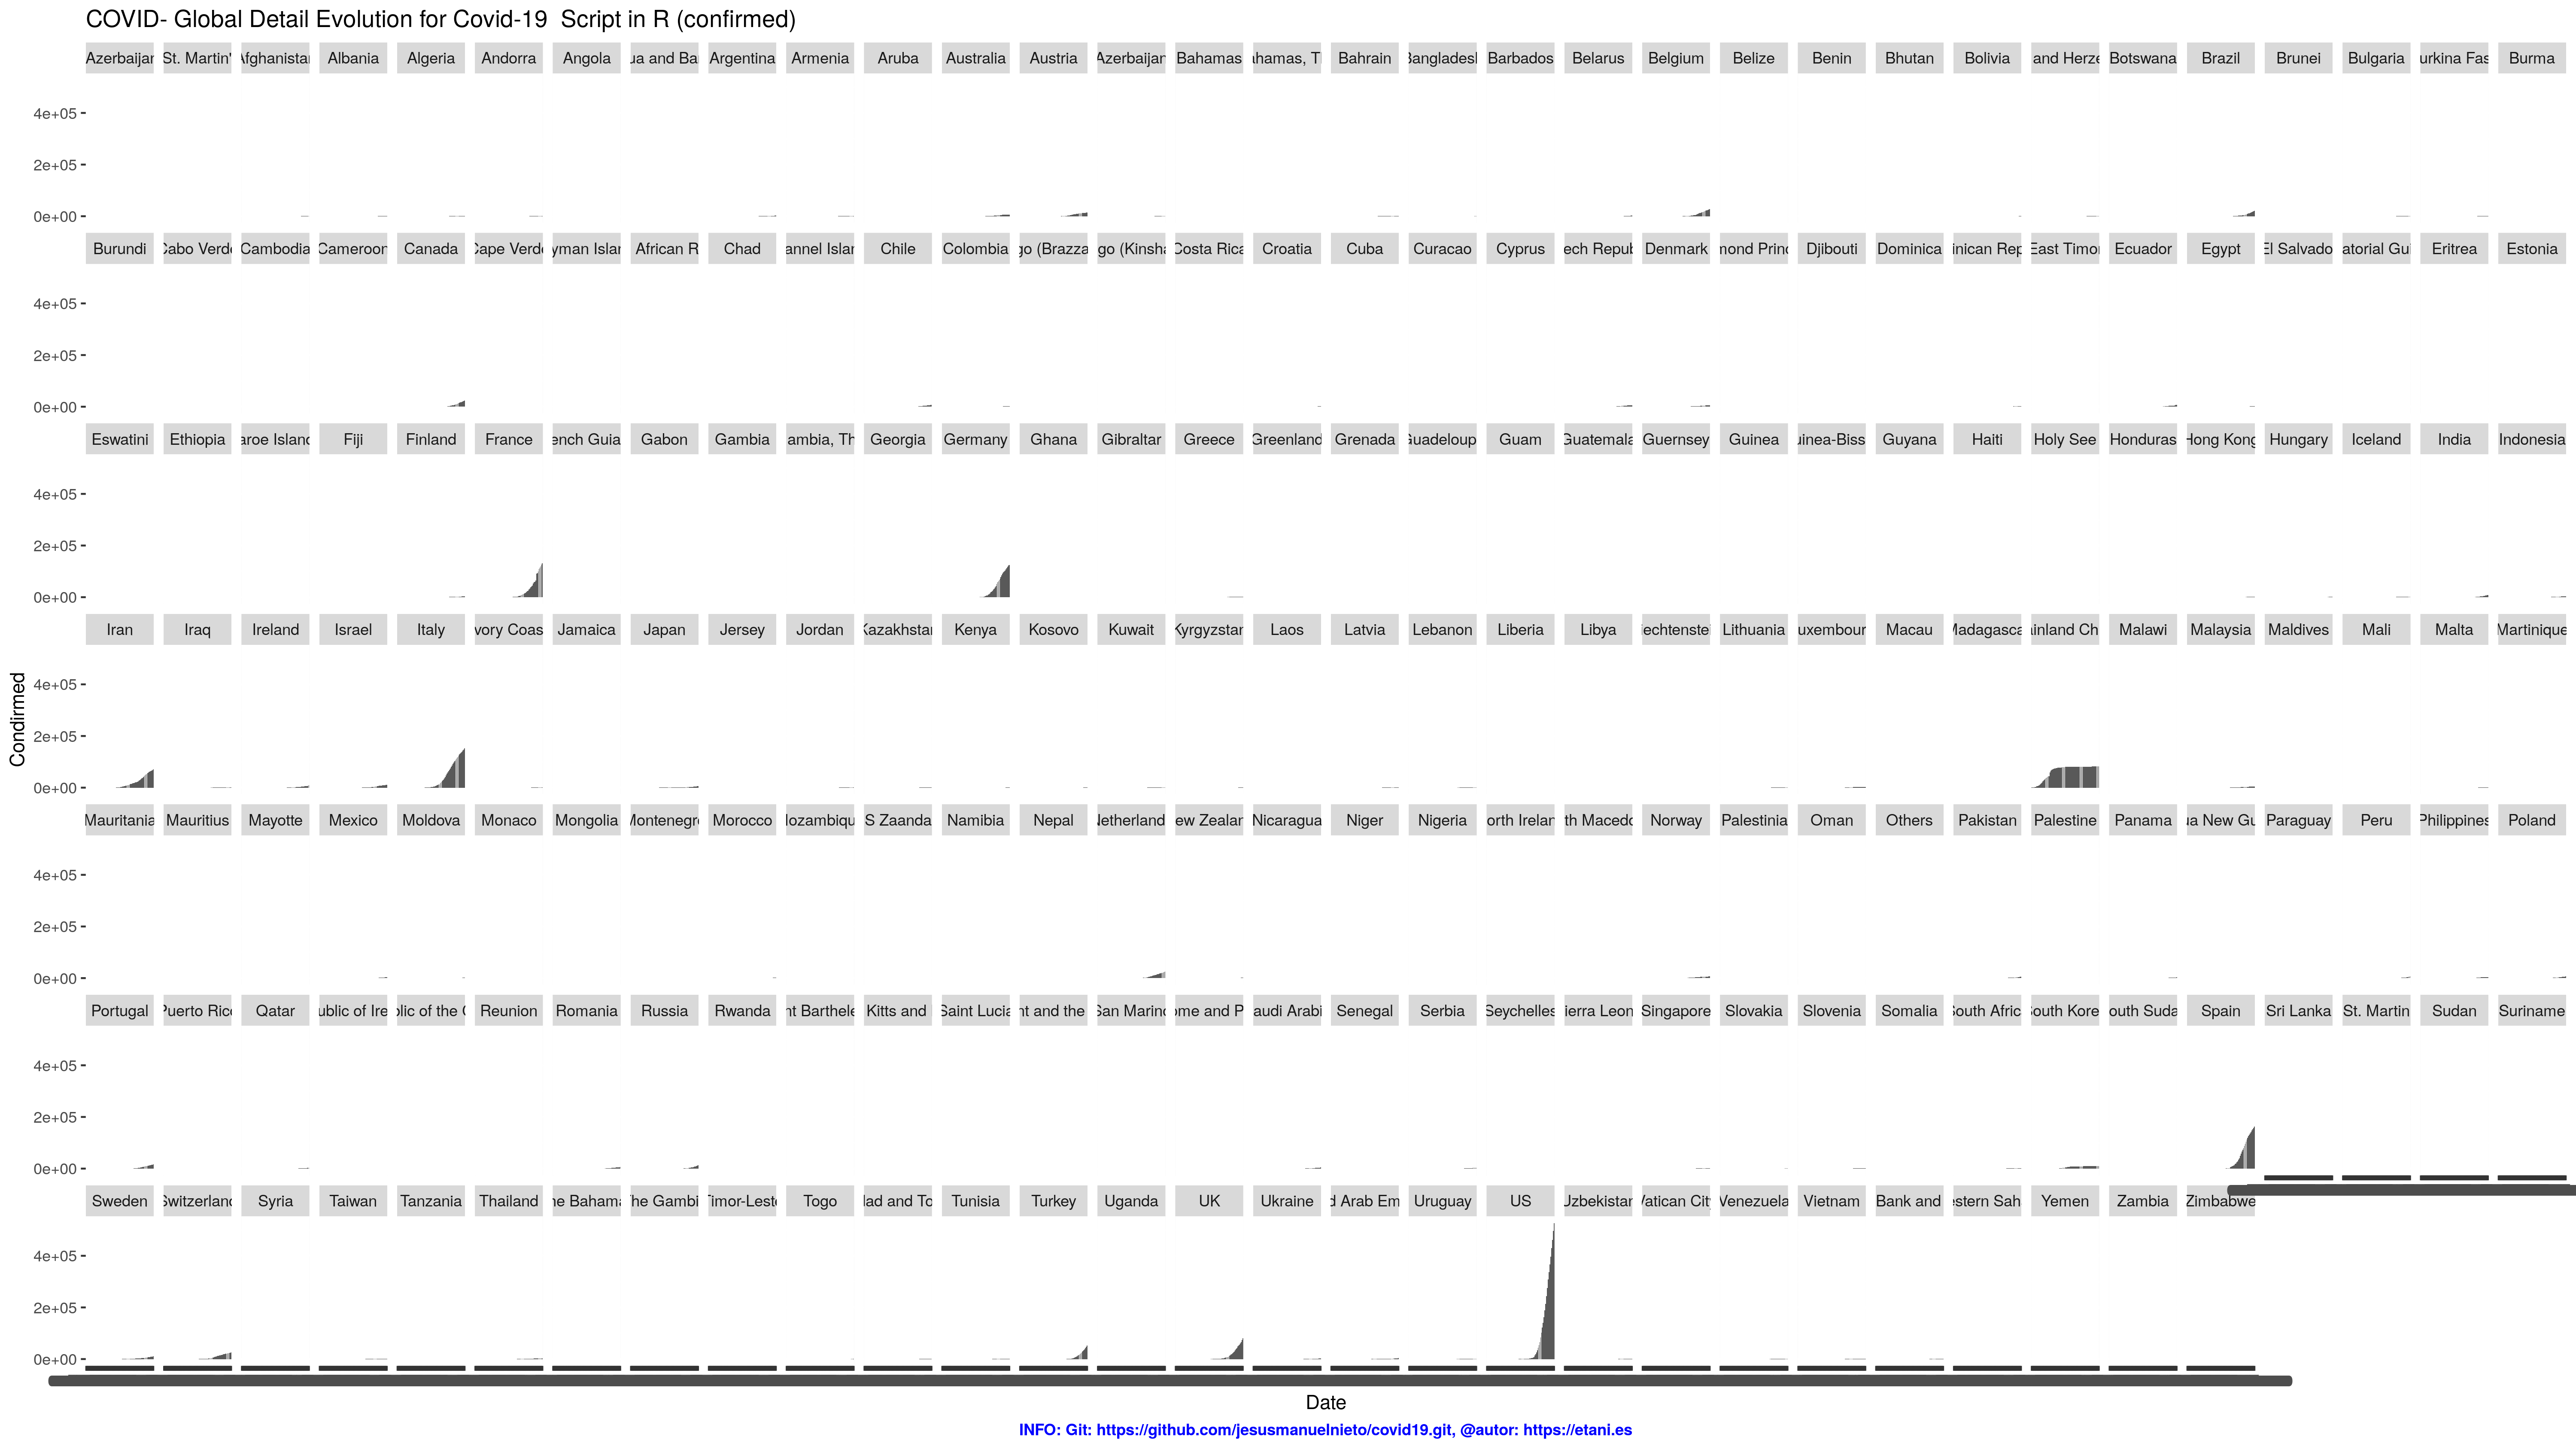 COVID- Global Detail Evolution for Covid-19  Script in R (confirmed)
Azerbaijan St. Martin' Afghanistan Albania Algeria Andorra Angola ua and Ba Argentina Armenia Aruba Australia Austria Azerbaijan Bahamas hamas, T Bahrain Bangladesh Barbados Belarus Belgium Belize Benin Bhutan Bolivia and Herze Botswana Brazil Brunei Bulgaria urkina Fas Burma
4e+05
2e+05
0e+00
Burundi Cabo Verde Cambodia Cameroon Canada Cape Verde yman Islan African R Chad annel Islan Chile Colombia go (Brazza go (Kinsha Costa Rica Croatia Cuba Curacao Cyprus ech Repub Denmark mond Princ Djibouti Dominica inican Rep East Timor Ecuador Egypt El Salvado atorial Gui Eritrea Estonia
4e+05
2e+05
0e+00
Eswatini Ethiopia aroe Island Fiji Finland France ench Guia Gabon Gambia ambia, Th Georgia Germany Ghana Gibraltar Greece Greenland Grenada Guadeloup Guam Guatemala Guernsey Guinea uinea-Biss Guyana Haiti Holy See Honduras Hong Kong Hungary Iceland India Indonesia
4e+05
2e+05
0e+00
Iran Iraq Ireland Israel Italy vory Coas Jamaica Japan Jersey Jordan Kazakhstan Kenya Kosovo Kuwait Kyrgyzstan Laos Latvia Lebanon Liberia Libya iechtenstei Lithuania uxembour Macau Madagasca ainland Ch Malawi Malaysia Maldives Mali Malta Martinique
4e+05
2e+05
0e+00
Condirmed
Mauritania Mauritius Mayotte Mexico Moldova Monaco Mongolia Montenegro Morocco Mozambiqu S Zaanda Namibia Nepal Netherland ew Zealan Nicaragua Niger Nigeria orth Irelan th Macedo Norway Palestinia Oman Others Pakistan Palestine Panama ua New Gu Paraguay Peru Philippines Poland
4e+05
2e+05
0e+00
Portugal Puerto Rico Qatar ublic of Ire blic of the C Reunion Romania Russia Rwanda nt Barthele Kitts and Saint Lucia nt and the San Marino ome and P audi Arabi Senegal Serbia Seychelles ierra Leon Singapore Slovakia Slovenia Somalia South Afric South Kore outh Suda Spain Sri Lanka St. Martin Sudan Suriname
4e+05
2e+05
0e+00
Sweden Switzerland Syria Taiwan Tanzania Thailand he Bahama The Gambi Timor-Leste Togo dad and To Tunisia Turkey Uganda UK Ukraine d Arab Em Uruguay US Uzbekistan Vatican City Venezuela Vietnam Bank and estern Sah Yemen Zambia Zimbabwe
4e+05
2e+05
0e+00
Date
INFO: Git: https://github.com/jesusmanuelnieto/covid19.git, @autor: https://etani.es